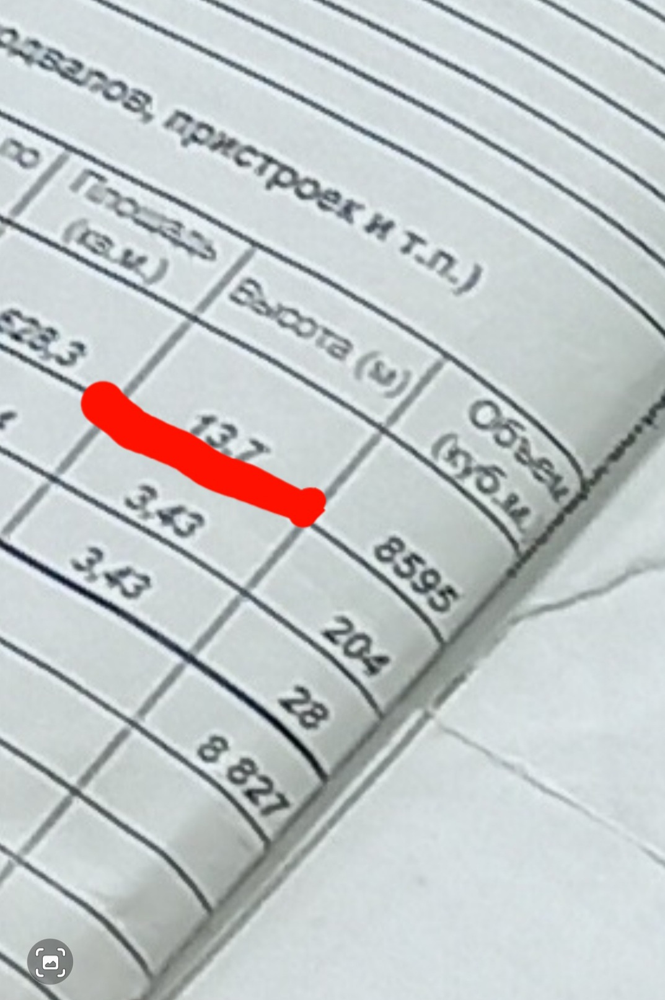 одвалов, пристроек и т.п.)
по Площадь (кв.м.) Высота (м) Объем (куб.м.
628,3 13,7 8595
3,43 204
3,43 28
8 827